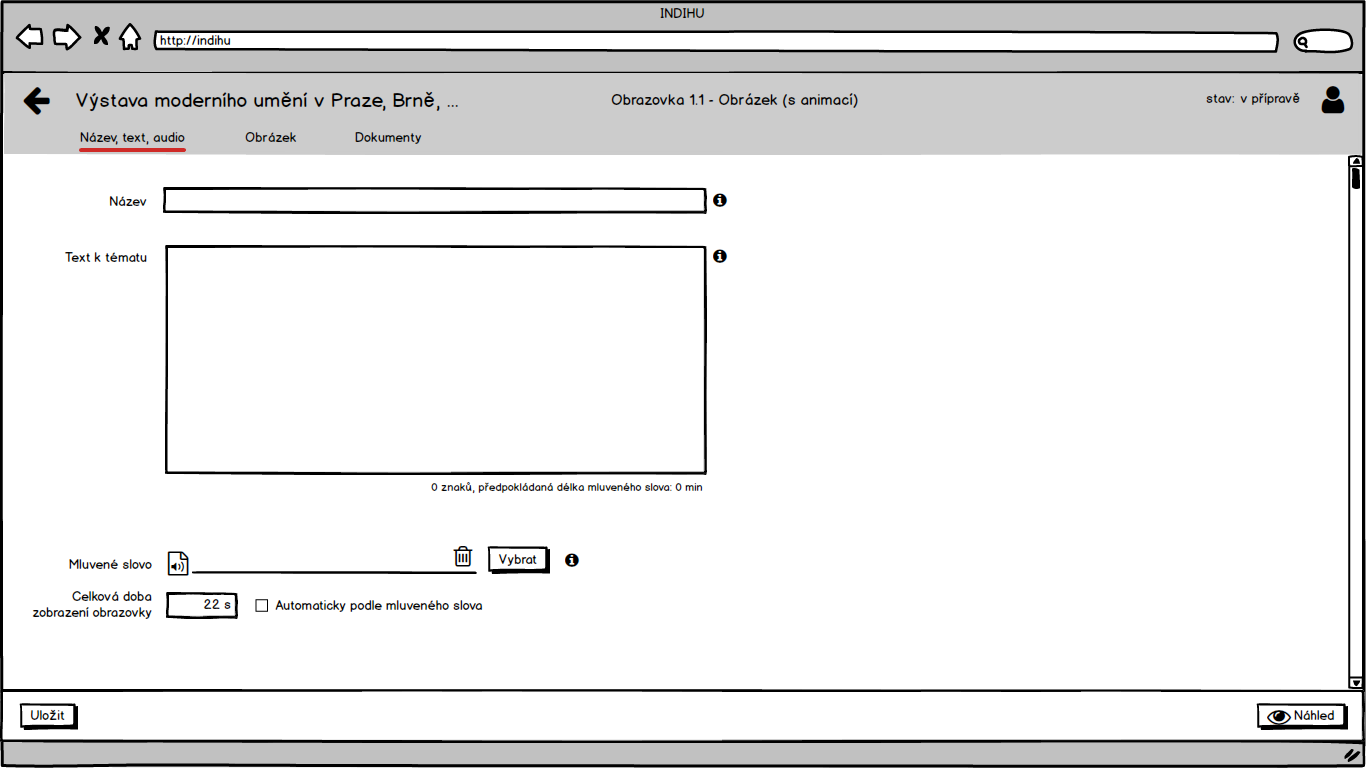 INDIHU
http://indihu
Výstava moderního umění v Praze, Brně, ...
Obrazovka 1.1 - Obrázek (s animací)
stav: v přípravě
Název, text, audio
Obrázek
Dokumenty
Název
Text k tématu
0 znaků, předpokládaná délka mluveného slova: 0 min
Mluvené slovo
Vybrat
Celková doba
zobrazení obrazovky
22 s
Automaticky podle mluveného slova
Uložit
Náhled